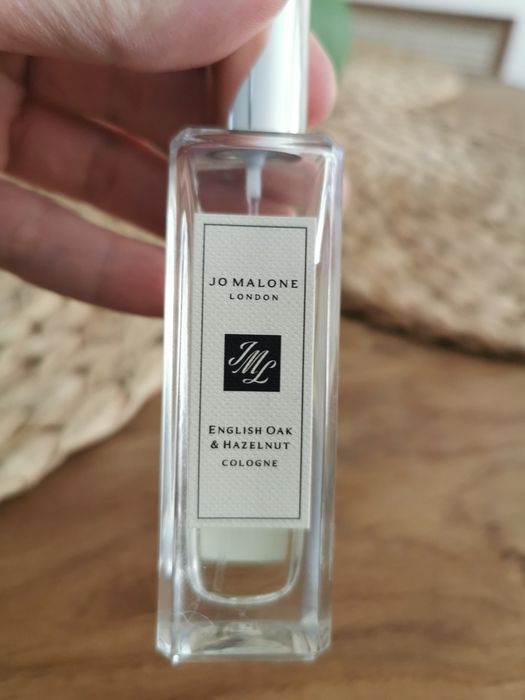 JO MALONE
LONDON
JML
ENGLISH OAK
& HAZELNUT
COLOGNE